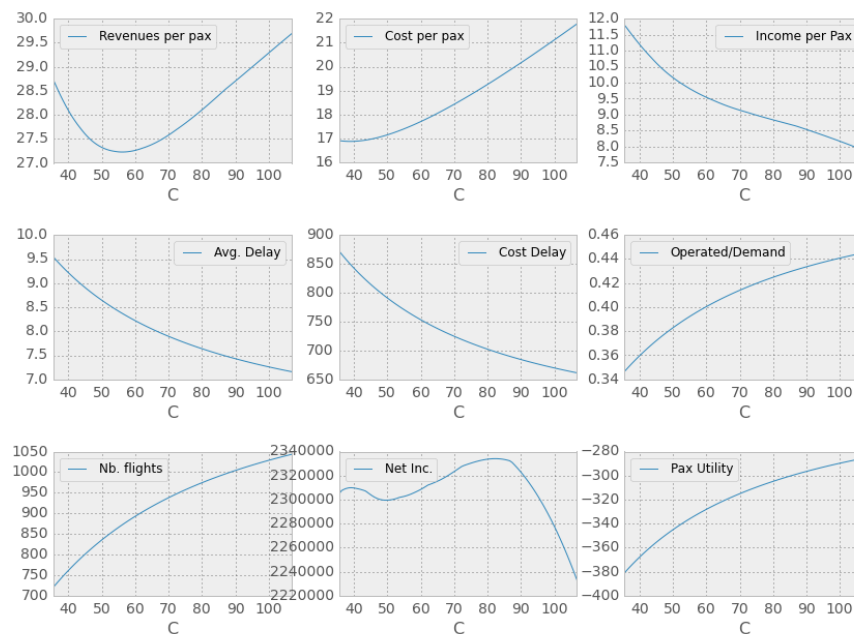 30.0 22 12.0
Revenues per pax Cost per pax Income per Pax
29.5 21 11.5
29.0 20 11.0
28.5 19 10.5
28.0 18 10.0
27.5 17 9.5
27.0 16 9.0
8.5
8.0
7.5
40 50 60 70 80 90 100 40 50 60 70 80 90 100 40 50 60 70 80 90 100
C C C
10.0 900 0.46
Avg. Delay Cost Delay Operated/Demand
9.5 850 0.44
9.0 800 0.42
8.5 750 0.40
8.0 700 0.38
7.5 650 0.36
7.0 0.34
40 50 60 70 80 90 100 40 50 60 70 80 90 100 40 50 60 70 80 90 100
C C C
1050 2340000 −280
Nb. flights Net Inc. Pax Utility
1000 2320000 −300
950 2300000 −320
900 2280000 −340
850 2260000 −360
800 2240000 −380
750 2220000 −400
700
40 50 60 70 80 90 100 40 50 60 70 80 90 100 40 50 60 70 80 90 100
C C C